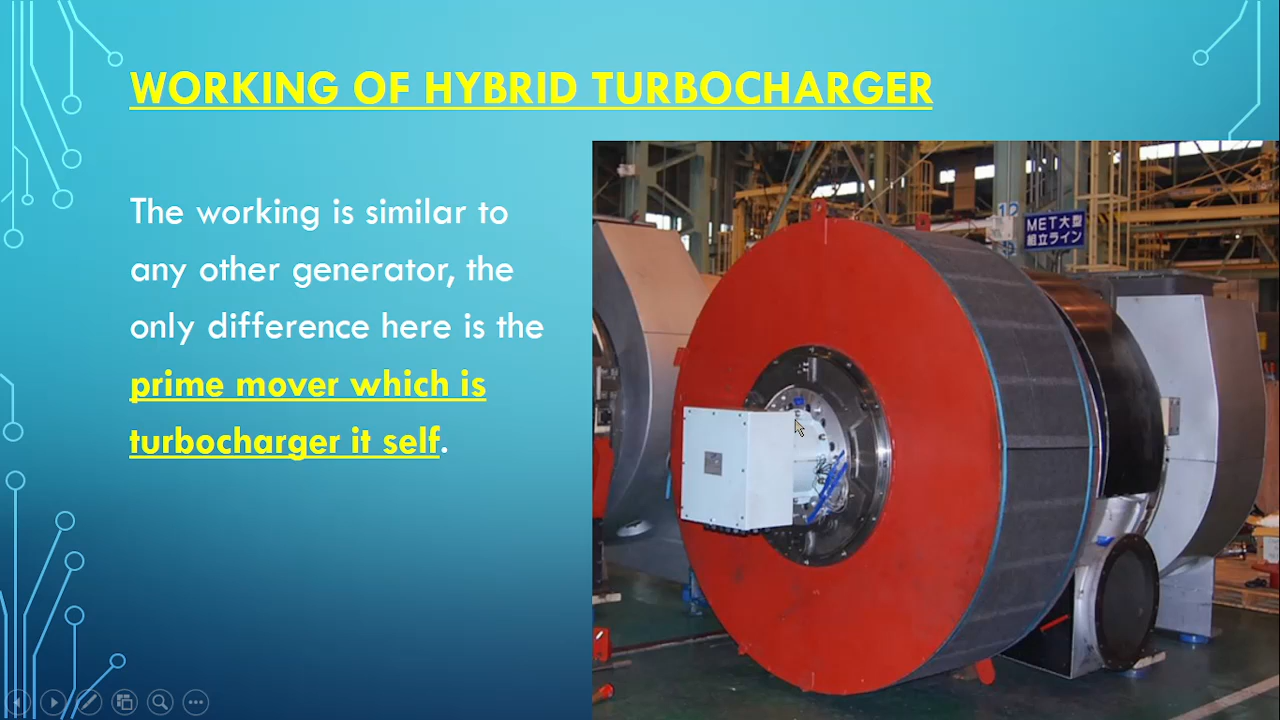 WORKING OF HYBRID TURBOCHARGER
The working is similar to
any other generator, the
only difference here is the
prime mover which is
turbocharger it self.
12
MET大型
組立ライン